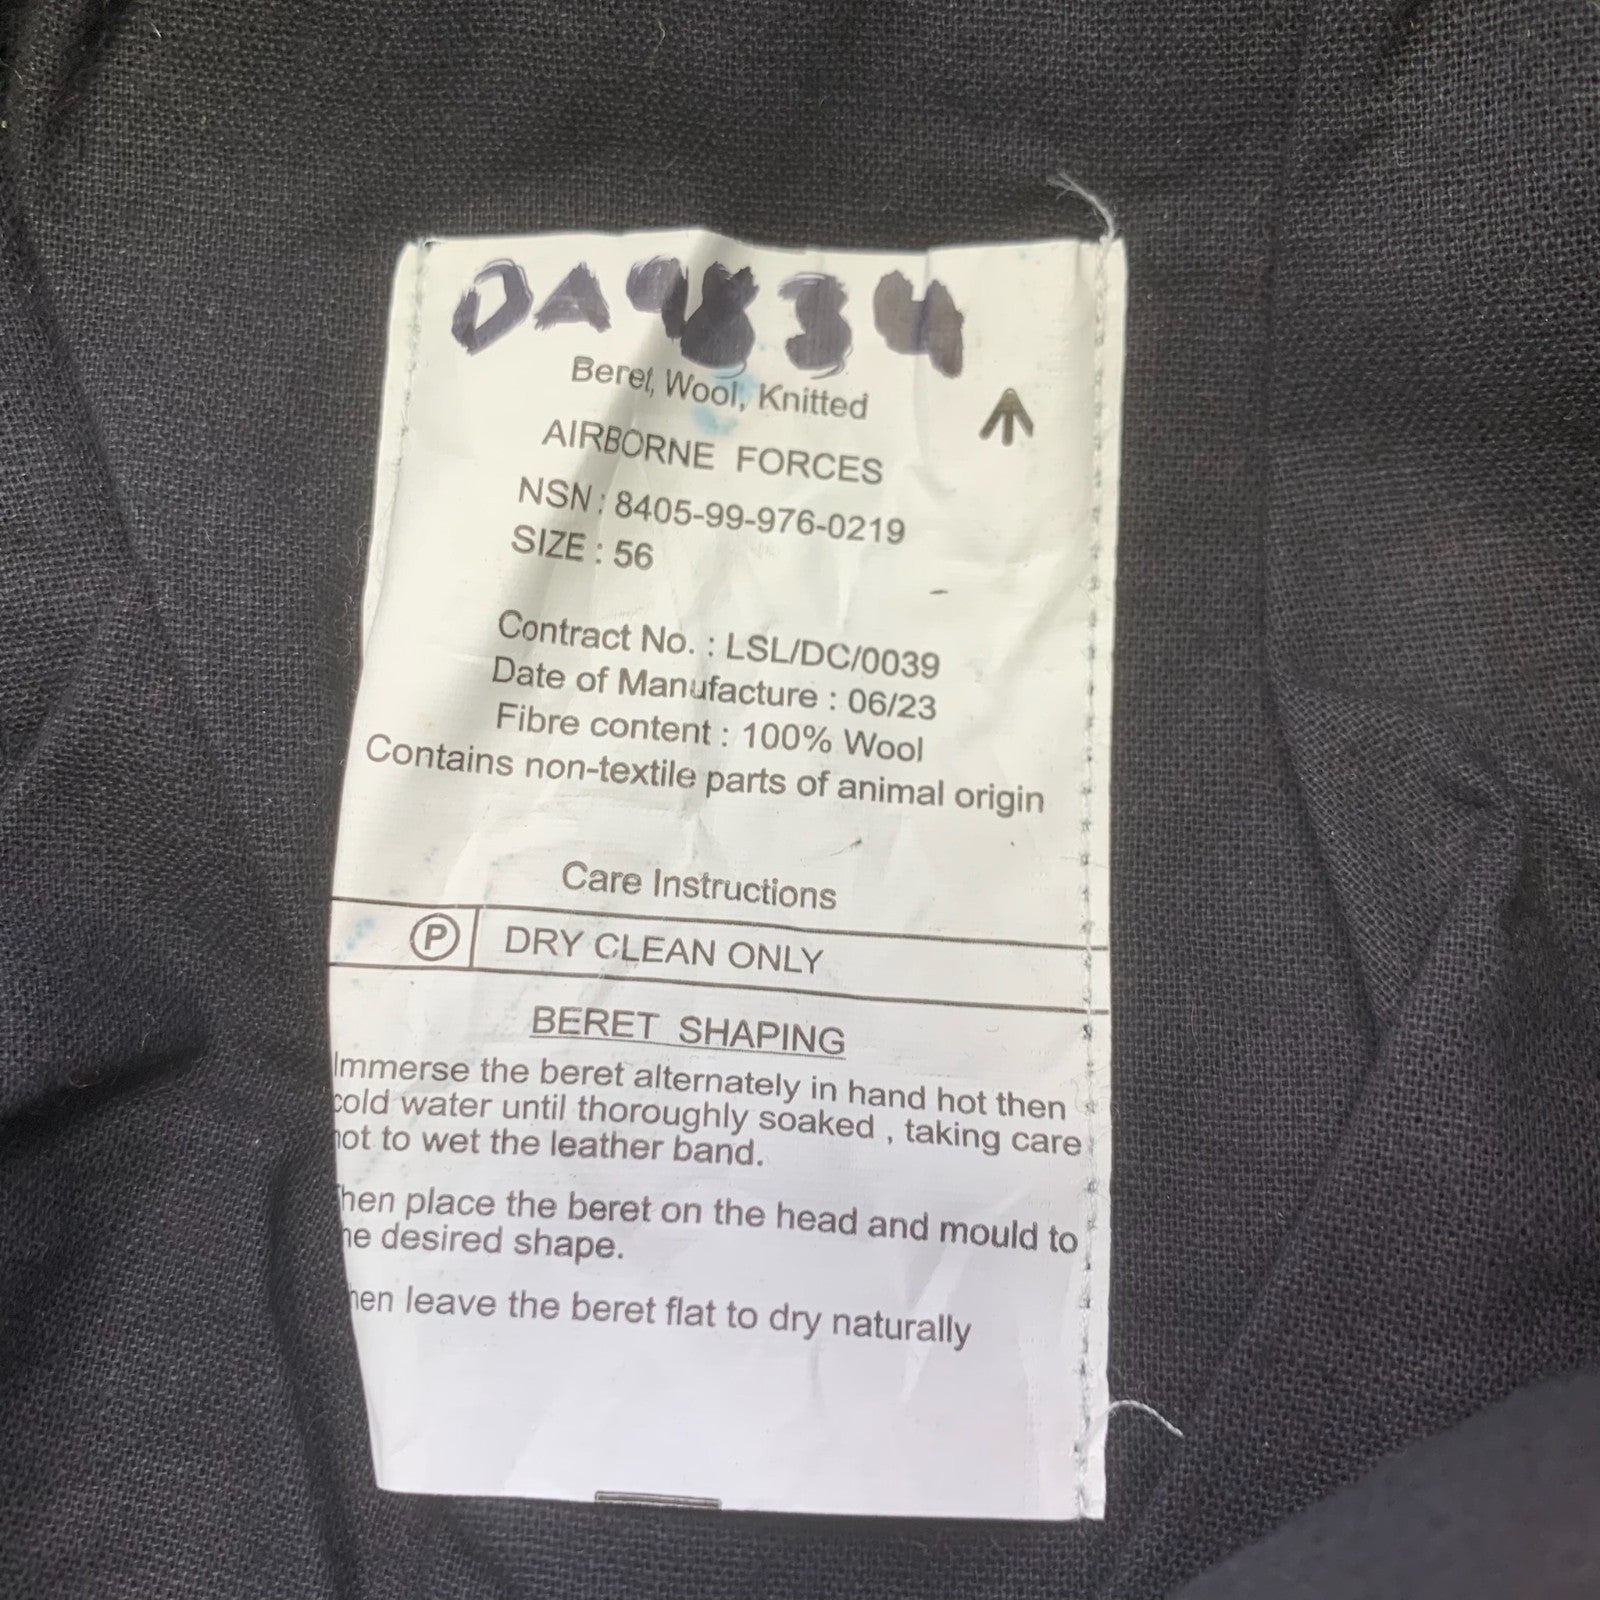 DA9834
Beret, Wool, Knitted
AIRBORNE FORCES
NSN : 8405-99-976-0219
SIZE : 56
Contract No. : LSL/DC/0039
Date of Manufacture : 06/23
Fibre content : 100% Wool
Contains non-textile parts of animal origin
Care Instructions
P DRY CLEAN ONLY
BERET SHAPING
Immerse the beret alternately in hand hot then
cold water until thoroughly soaked , taking care
not to wet the leather band.
hen place the beret on the head and mould to
he desired shape.
hen leave the beret flat to dry naturally